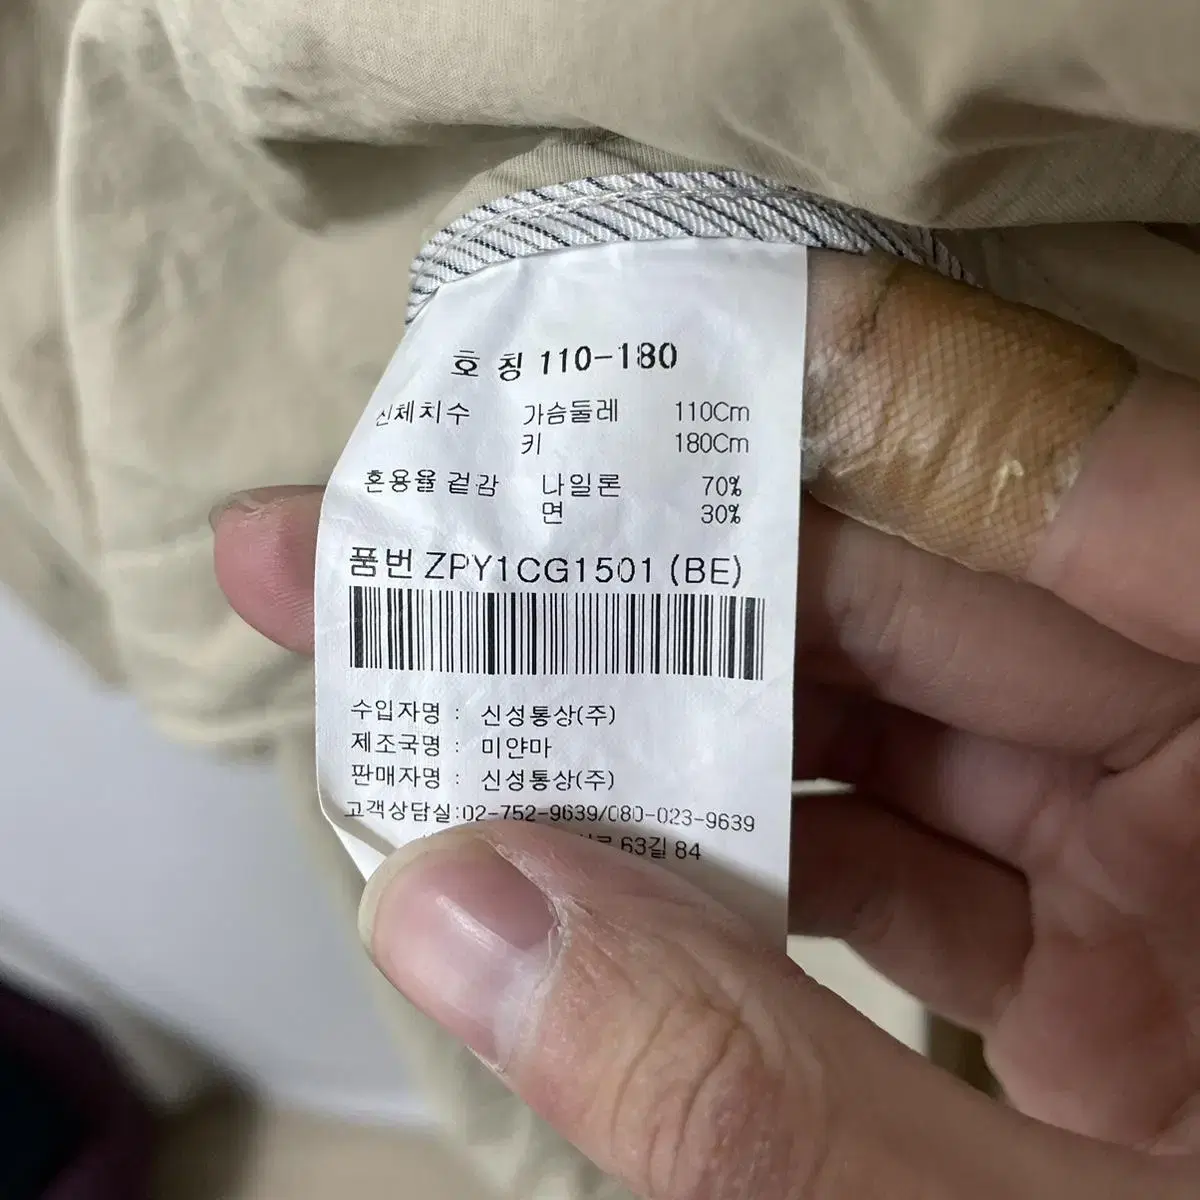 호 칭 110-180
신체치수 가슴둘레 110Cm
키 180Cm
혼용율 겉감 나일론 70%
면 30%
품번 ZPY1CG1501 (BE)
수입자명 : 신성통상(주)
제조국명 : 미얀마
판매자명 : 신성통상(주)
고객상담실:02-752-9639/080-023-9639
63길 84